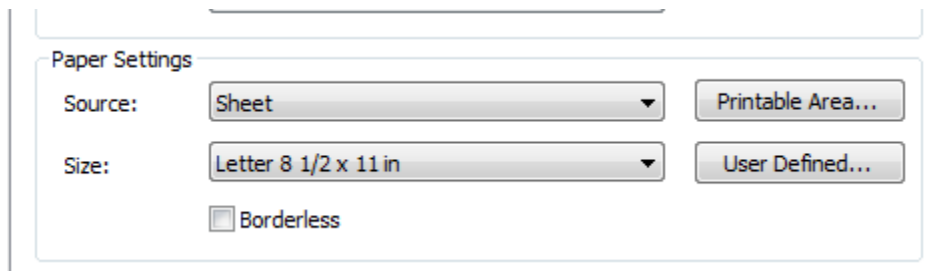 Paper Settings
Source: Sheet Printable Area...
Size: Letter 8 1/2 x 11 in User Defined...
Borderless